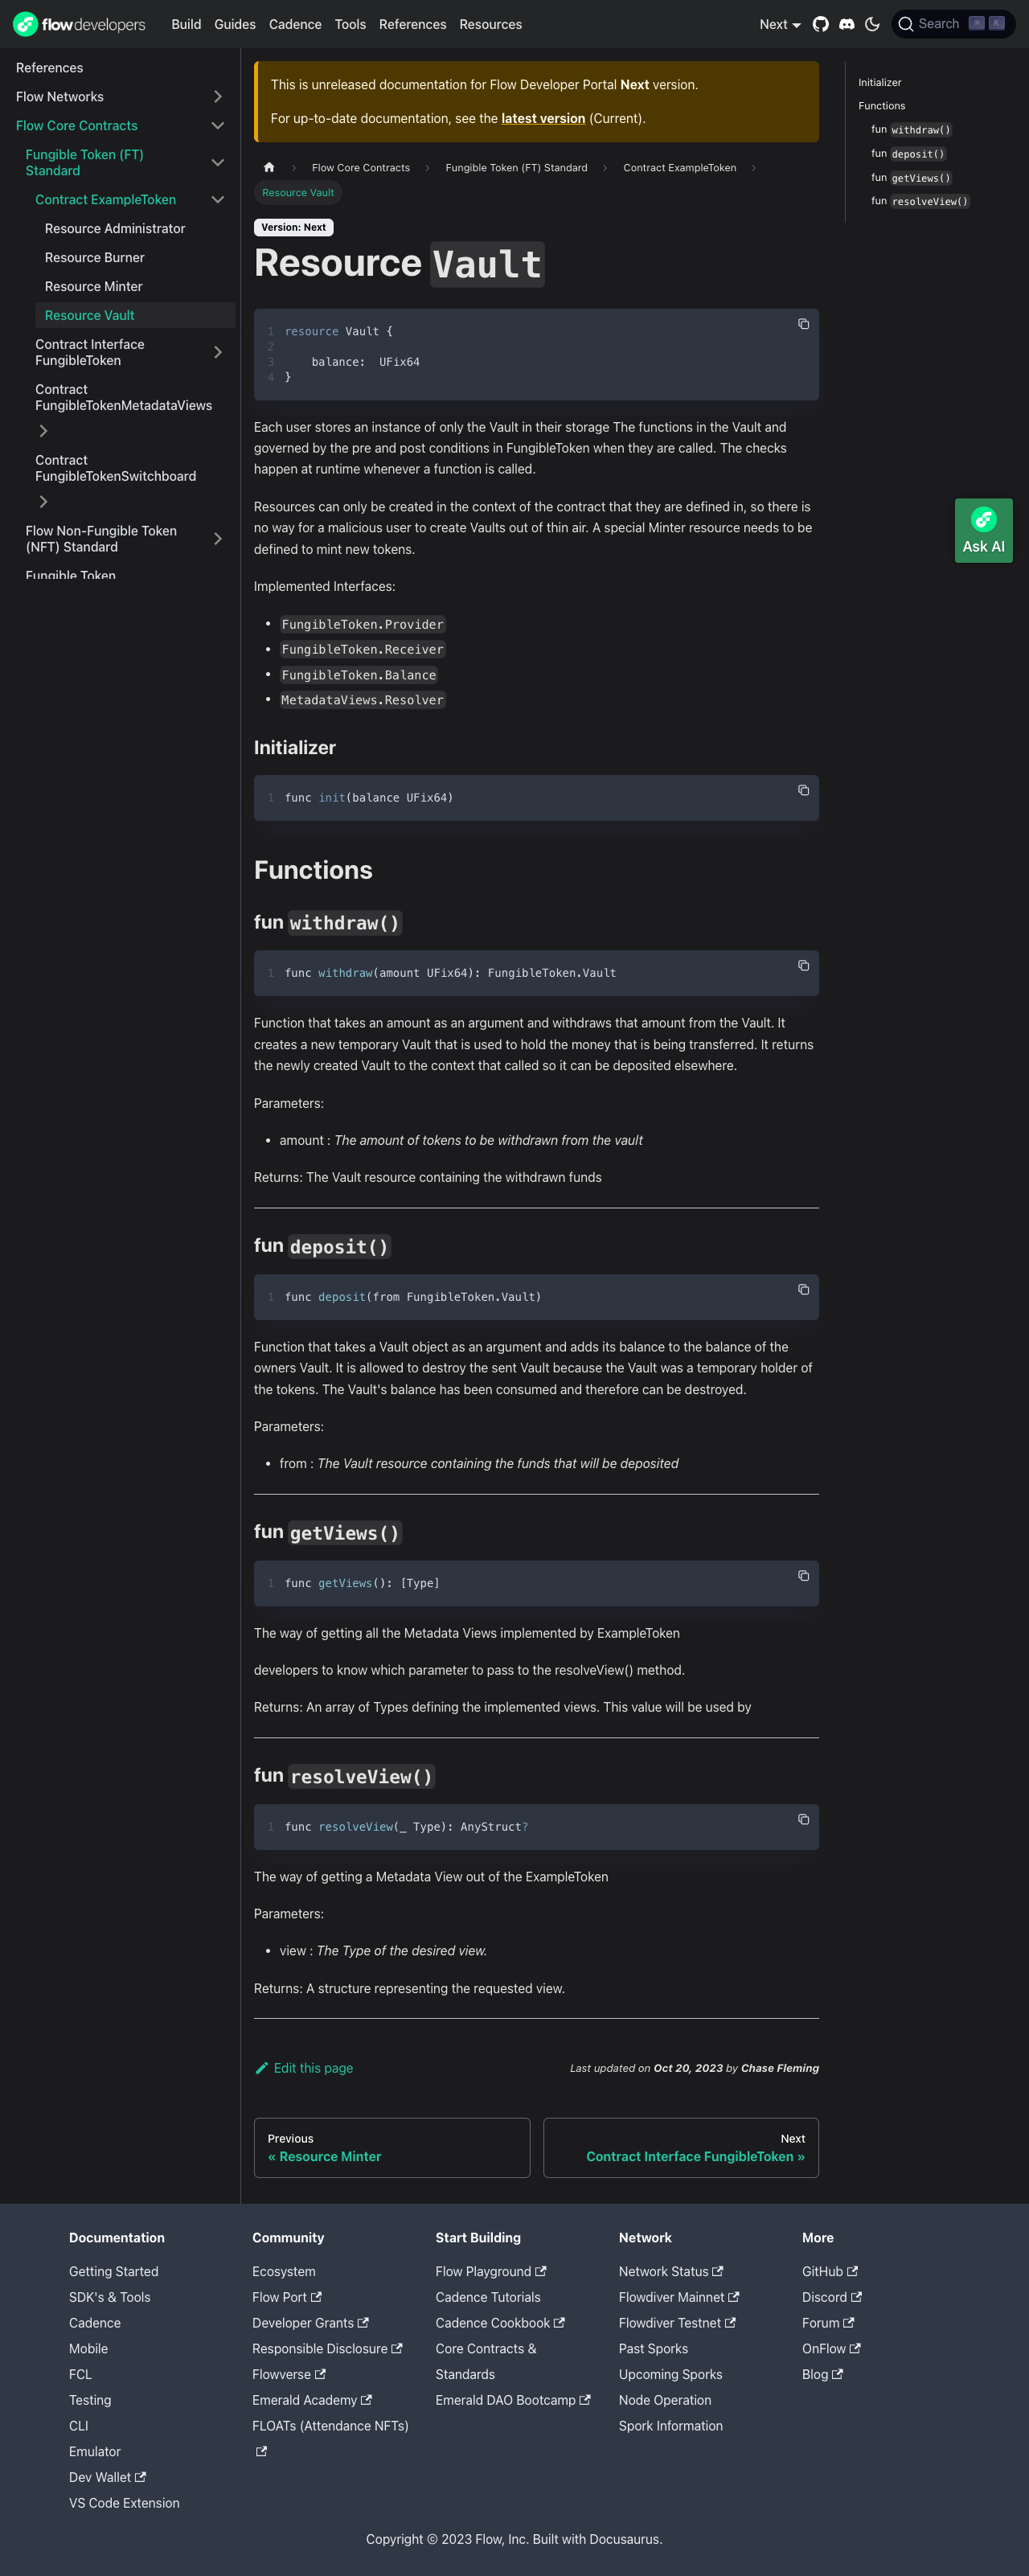 flowdevelopers
Build Guides Cadence Tools References Resources
Next
Search ⌘ K
References
Flow Networks
Flow Core Contracts
Fungible Token (FT)
Standard
Contract ExampleToken
Resource Administrator
Resource Burner
Resource Minter
Resource Vault
Contract Interface
FungibleToken
Contract
FungibleTokenMetadataViews
Contract
FungibleTokenSwitchboard
Flow Non-Fungible Token
(NFT) Standard
Fungible Token
This is unreleased documentation for Flow Developer Portal Next version.
For up-to-date documentation, see the latest version (Current).
Flow Core Contracts Fungible Token (FT) Standard Contract ExampleToken
Resource Vault
Version: Next
Resource Vault
1 resource Vault {
2
3 balance:  UFix64
4 }
Each user stores an instance of only the Vault in their storage The functions in the Vault and
governed by the pre and post conditions in FungibleToken when they are called. The checks
happen at runtime whenever a function is called.
Resources can only be created in the context of the contract that they are defined in, so there is
no way for a malicious user to create Vaults out of thin air. A special Minter resource needs to be
defined to mint new tokens.
Implemented Interfaces:
• FungibleToken.Provider
• FungibleToken.Receiver
• FungibleToken.Balance
• MetadataViews.Resolver
Initializer
1 func init(balance UFix64)
Functions
fun withdraw()
1 func withdraw(amount UFix64): FungibleToken.Vault
Function that takes an amount as an argument and withdraws that amount from the Vault. It
creates a new temporary Vault that is used to hold the money that is being transferred. It returns
the newly created Vault to the context that called so it can be deposited elsewhere.
Parameters:
• amount : The amount of tokens to be withdrawn from the vault
Returns: The Vault resource containing the withdrawn funds
fun deposit()
1 func deposit(from FungibleToken.Vault)
Function that takes a Vault object as an argument and adds its balance to the balance of the
owners Vault. It is allowed to destroy the sent Vault because the Vault was a temporary holder of
the tokens. The Vault's balance has been consumed and therefore can be destroyed.
Parameters:
• from : The Vault resource containing the funds that will be deposited
fun getViews()
1 func getViews(): [Type]
The way of getting all the Metadata Views implemented by ExampleToken
developers to know which parameter to pass to the resolveView() method.
Returns: An array of Types defining the implemented views. This value will be used by
fun resolveView()
1 func resolveView(_ Type): AnyStruct?
The way of getting a Metadata View out of the ExampleToken
Parameters:
• view : The Type of the desired view.
Returns: A structure representing the requested view.
Edit this page
Last updated on Oct 20, 2023 by Chase Fleming
Previous
« Resource Minter
Next
Contract Interface FungibleToken »
Initializer
Functions
fun withdraw()
fun deposit()
fun getViews()
fun resolveView()
Ask AI
Documentation
Getting Started
SDK's & Tools
Cadence
Mobile
FCL
Testing
CLI
Emulator
Dev Wallet
VS Code Extension
Community
Ecosystem
Flow Port
Developer Grants
Responsible Disclosure
Flowverse
Emerald Academy
FLOATs (Attendance NFTs)
Start Building
Flow Playground
Cadence Tutorials
Cadence Cookbook
Core Contracts &
Standards
Emerald DAO Bootcamp
Network
Network Status
Flowdiver Mainnet
Flowdiver Testnet
Past Sporks
Upcoming Sporks
Node Operation
Spork Information
More
GitHub
Discord
Forum
OnFlow
Blog
Copyright © 2023 Flow, Inc. Built with Docusaurus.